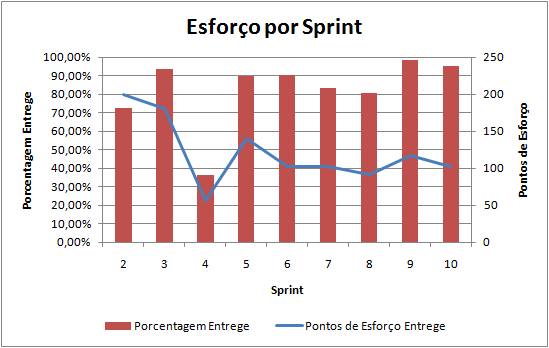 Esforço por Sprint
100,00%
90,00%
80,00%
70,00%
60,00%
50,00%
40,00%
30,00%
20,00%
10,00%
0,00%
Porcentagem Entrege
250
200
150
100
50
0
Pontos de Esforço
2 3 4 5 6 7 8 9 10
Sprint
Porcentagem Entrege Pontos de Esforço Entrege